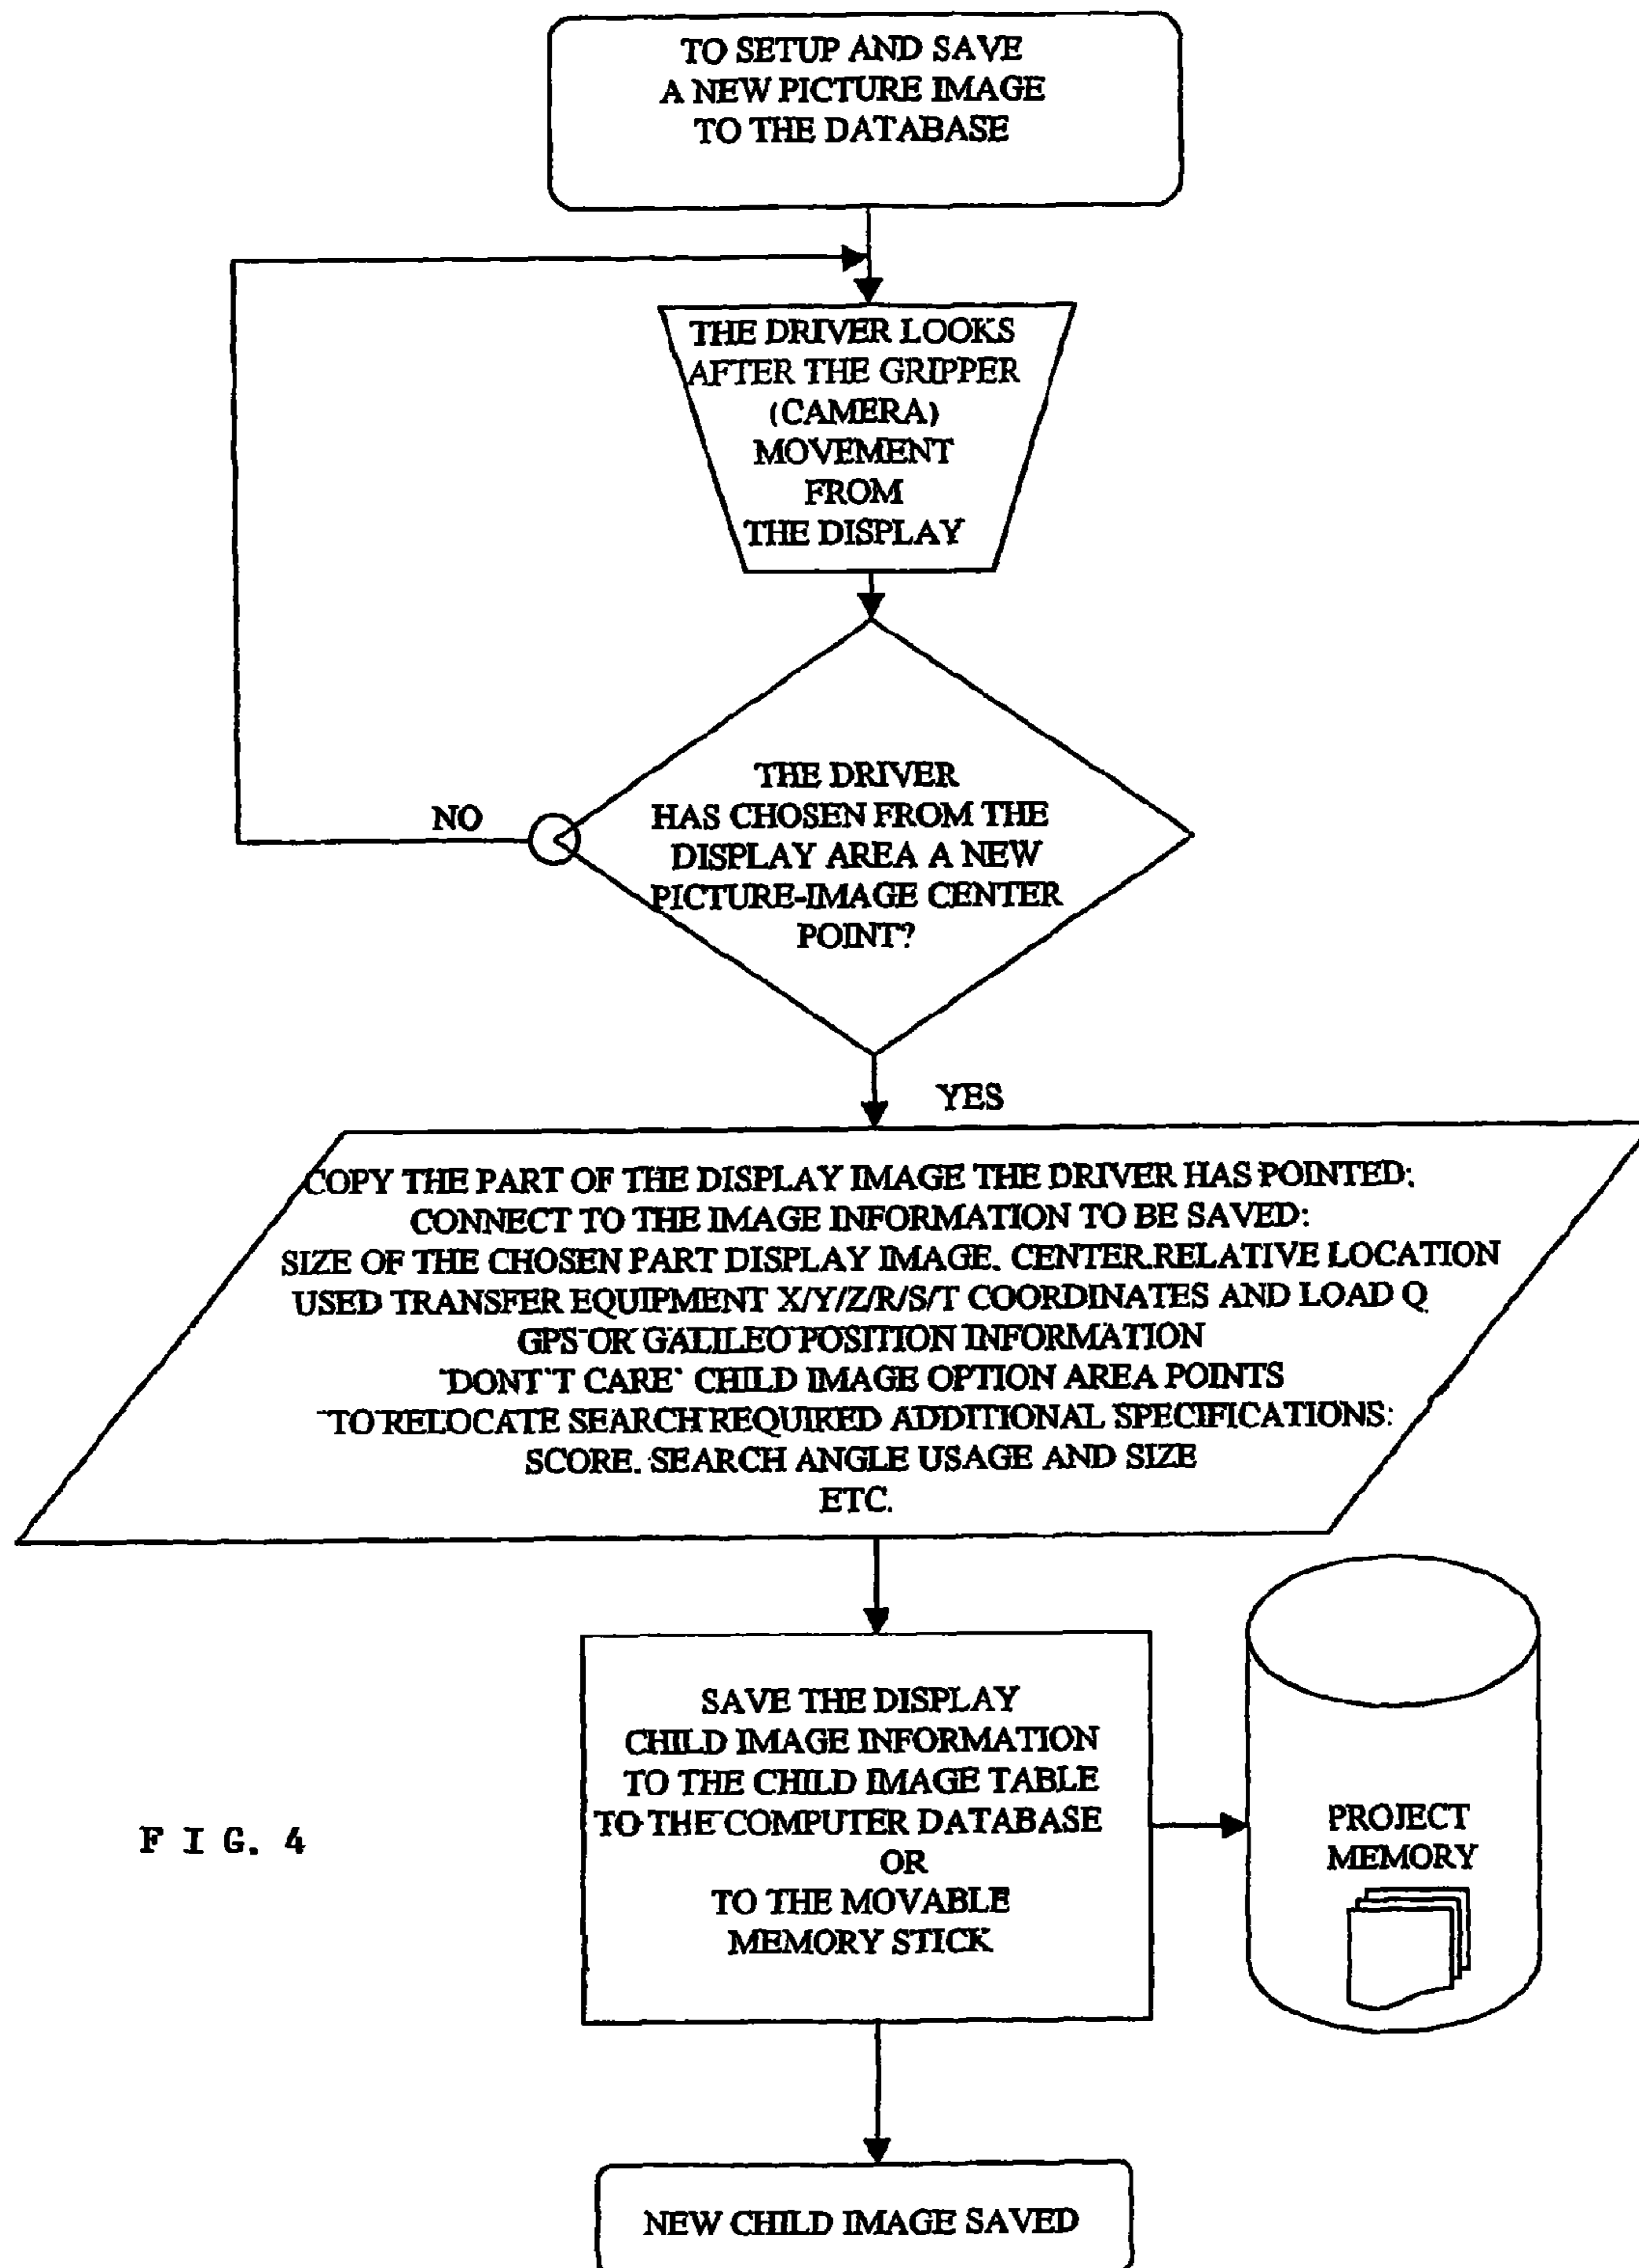 TO SETUP AND SAVE
A NEW PICTURE IMAGE
TO THE DATABASE
THE DRIVER LOOKS
AFTER THE GRIPPER
(CAMERA)
MOVEMENT
FROM
THE DISPLAY
THE DRIVER
HAS CHOSEN FROM THE
DISPLAY AREA A NEW
PICTURE-IMAGE CENTER
POINT?
NO
YES
COPY THE PART OF THE DISPLAY IMAGE THE DRIVER HAS POINTED:
CONNECT TO THE IMAGE INFORMATION TO BE SAVED:
SIZE OF THE CHOSEN PART DISPLAY IMAGE. CENTER RELATIVE LOCATION
USED TRANSFER EQUIPMENT X/Y/Z/R/S/T COORDINATES AND LOAD Q
GPS OR GALILEO POSITION INFORMATION
"DONT'T CARE" CHILD IMAGE OPTION AREA POINTS
TO RELOCATE SEARCH REQUIRED ADDITIONAL SPECIFICATIONS:
SCORE. SEARCH ANGLE USAGE AND SIZE
ETC.
SAVE THE DISPLAY
CHILD IMAGE INFORMATION
TO THE CHILD IMAGE TABLE
TO THE COMPUTER DATABASE
OR
TO THE MOVABLE
MEMORY STICK
PROJECT
MEMORY
FIG. 4
NEW CHILD IMAGE SAVED